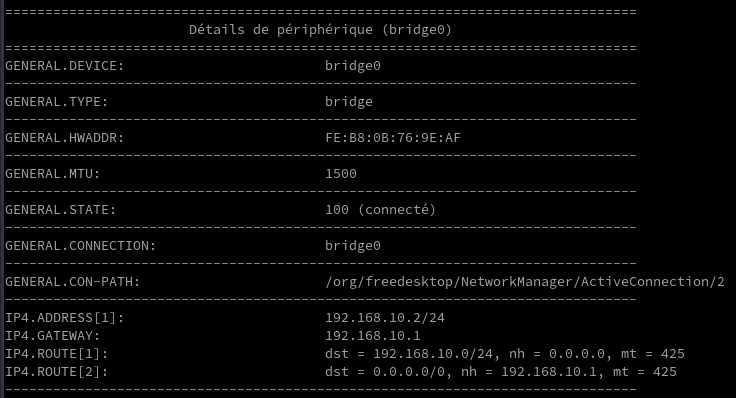 ===============================================================================
Détails de périphérique (bridge0)
===============================================================================
GENERAL.DEVICE: bridge0
-------------------------------------------------------------------------------
GENERAL.TYPE: bridge
-------------------------------------------------------------------------------
GENERAL.HWADDR: FE:B8:0B:76:9E:AF
-------------------------------------------------------------------------------
GENERAL.MTU: 1500
-------------------------------------------------------------------------------
GENERAL.STATE: 100 (connecté)
-------------------------------------------------------------------------------
GENERAL.CONNECTION: bridge0
-------------------------------------------------------------------------------
GENERAL.CON-PATH: /org/freedesktop/NetworkManager/ActiveConnection/2
-------------------------------------------------------------------------------
IP4.ADDRESS[1]: 192.168.10.2/24
IP4.GATEWAY: 192.168.10.1
IP4.ROUTE[1]: dst = 192.168.10.0/24, nh = 0.0.0.0, mt = 425
IP4.ROUTE[2]: dst = 0.0.0.0/0, nh = 192.168.10.1, mt = 425
-------------------------------------------------------------------------------